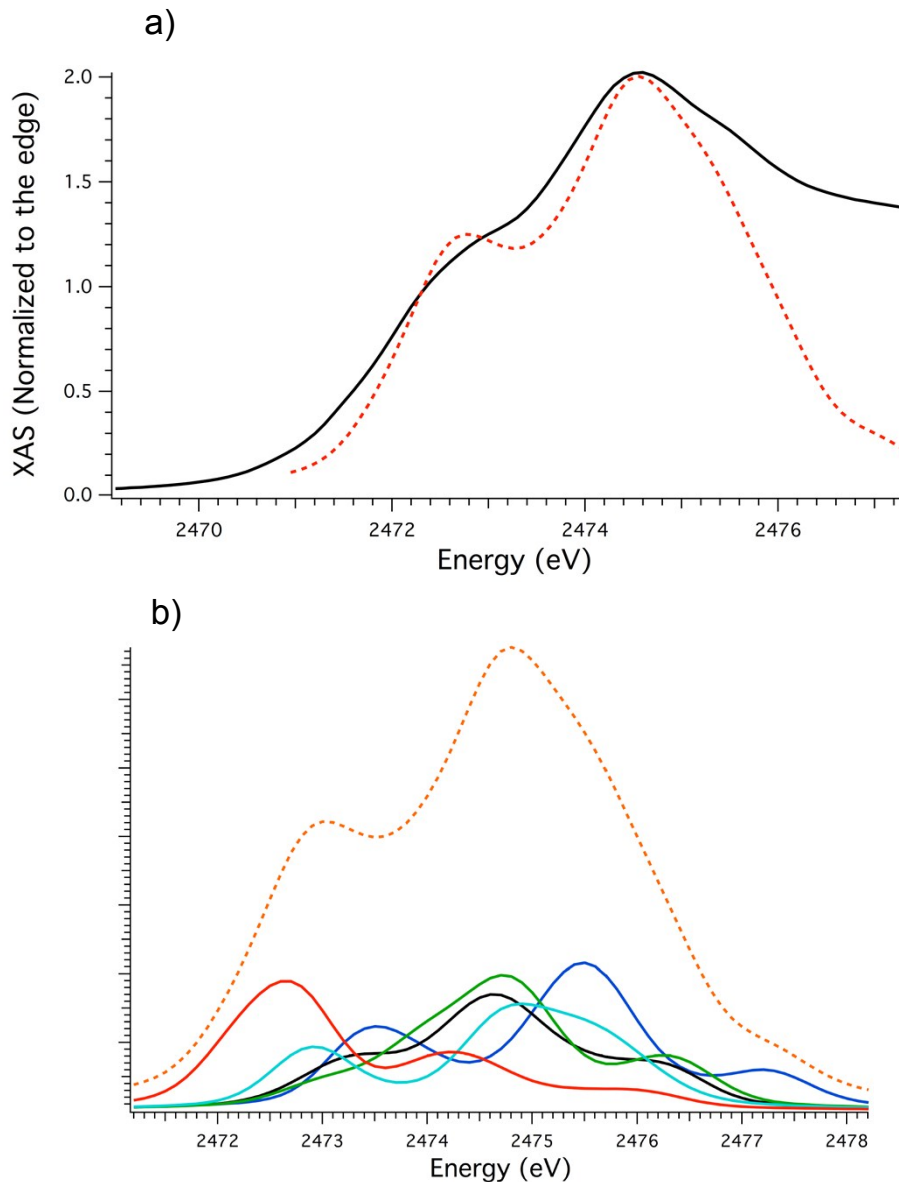 a)
XAS (Normalized to the edge)
2.0
1.5
1.0
0.5
0.0
2470 2472 2474 2476
Energy (eV)
b)
2472 2473 2474 2475 2476 2477 2478
Energy (eV)